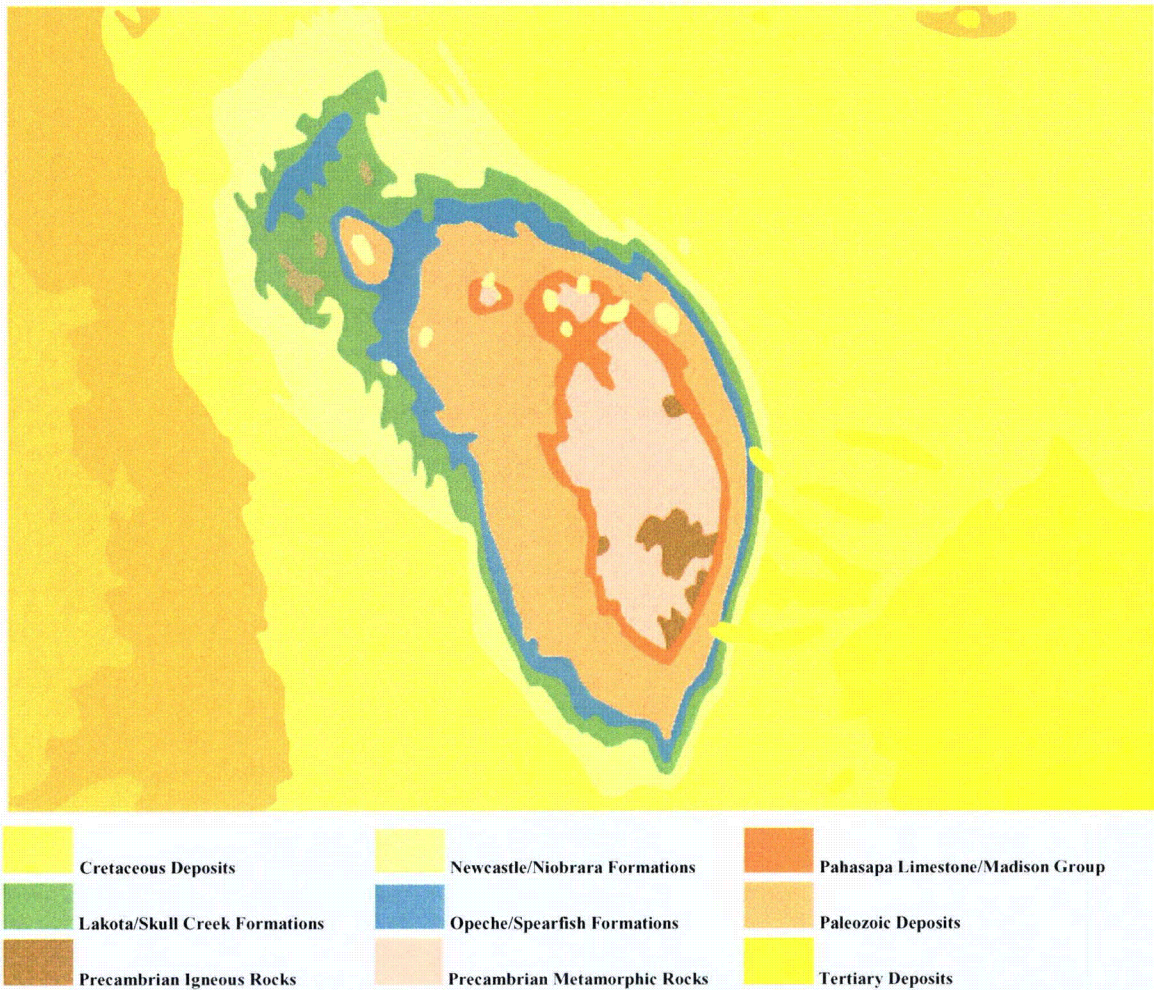 Cretaceous Deposits
Newcastle/Niobrara Formations
Pahasapa Limestone/Madison Group
Lakota/Skull Creek Formations
Opeche/Spearfish Formations
Paleozoic Deposits
Precambrian Igneous Rocks
Precambrian Metamorphic Rocks
Tertiary Deposits